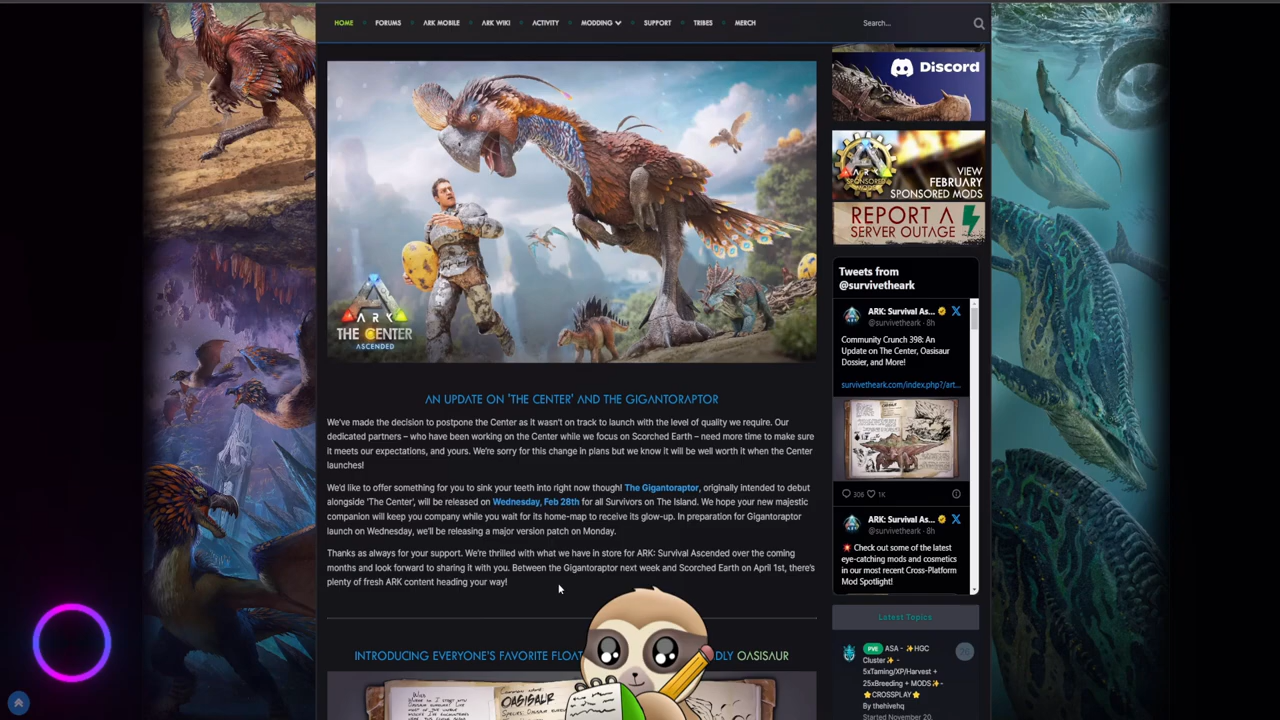 HOME
FORUMS
ARK MOBILE
ARK WIKI
ACTIVITY
MODDING
SUPPORT
TRIBES
MERCH
Search...
Discord
ARK
SPONSORED
MODS
VIEW
FEBRUARY
SPONSORED MODS
REPORT A
SERVER OUTAGE
ARK
THE CENTER
ASCENDED
Tweets from
@survivetheark
ARK: Survival As...
@survivetheark · 8h
Community Crunch 398: An
Update on The Center, Oasisaur
Dossier, and More!
survivetheark.com/index.php?/art...
306
1K
ARK: Survival As...
@survivetheark · 8h
Check out some of the latest
eye-catching mods and cosmetics
in our most recent Cross-Platform
Mod Spotlight!
AN UPDATE ON 'THE CENTER' AND THE GIGANTORAPTOR
We've made the decision to postpone the Center as it wasn't on track to launch with the level of quality we require. Our
dedicated partners – who have been working on the Center while we focus on Scorched Earth – need more time to make sure
it meets our expectations, and yours. We're sorry for this change in plans but we know it will be well worth it when the Center
launches!
We'd like to offer something for you to sink your teeth into right now though! The Gigantoraptor, originally intended to debut
alongside 'The Center', will be released on Wednesday, Feb 28th for all Survivors on The Island. We hope your new majestic
companion will keep you company while you wait for its home-map to receive its glow-up. In preparation for Gigantoraptor
launch on Wednesday, we'll be releasing a major version patch on Monday.
Thanks as always for your support. We're thrilled with what we have in store for ARK: Survival Ascended over the coming
months and look forward to sharing it with you. Between the Gigantoraptor next week and Scorched Earth on April 1st, there's
plenty of fresh ARK content heading your way!
INTRODUCING EVERYONE'S FAVORITE FLOAT DLY OASISAUR
Wild
OASISAUR
Latest Topics
PVE ASA - ✨HGC
Cluster✨ -
5xTaming/XP/Harvest +
25xBreeding + MODS✨-
⭐CROSSPLAY⭐
By thehivehq
Started November 20,
26